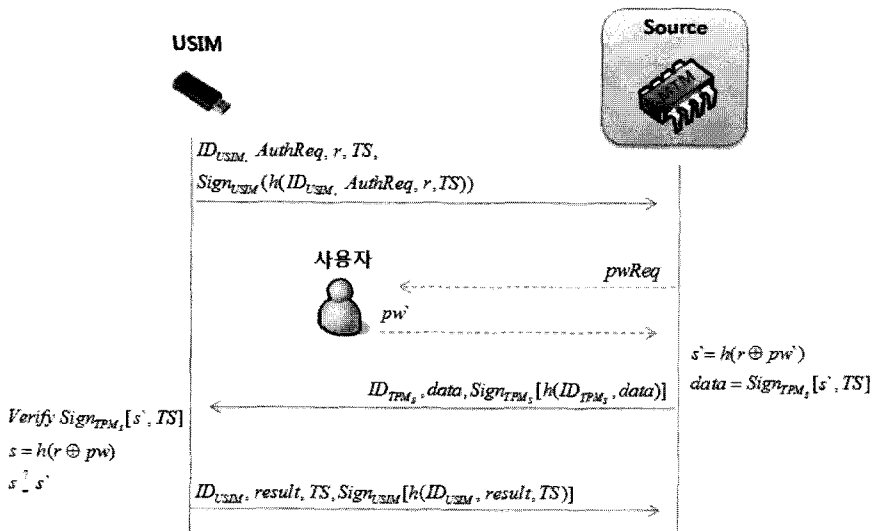 USIM
Source
MTM
ID_USIM, AuthReq, r, TS,
Sign_USIM(h(ID_USIM, AuthReq, r, TS))
사용자
pwReq
pw`
s`= h(r ⊕ pw`)
data = Sign_TPM_S[s`, TS]
ID_TPM_S, data, Sign_TPM_S[h(ID_TPM_S, data)]
Verify Sign_TPM_S[s`, TS]
s = h(r ⊕ pw)
s ?= s`
ID_USIM, result, TS, Sign_USIM[h(ID_USIM, result, TS)]